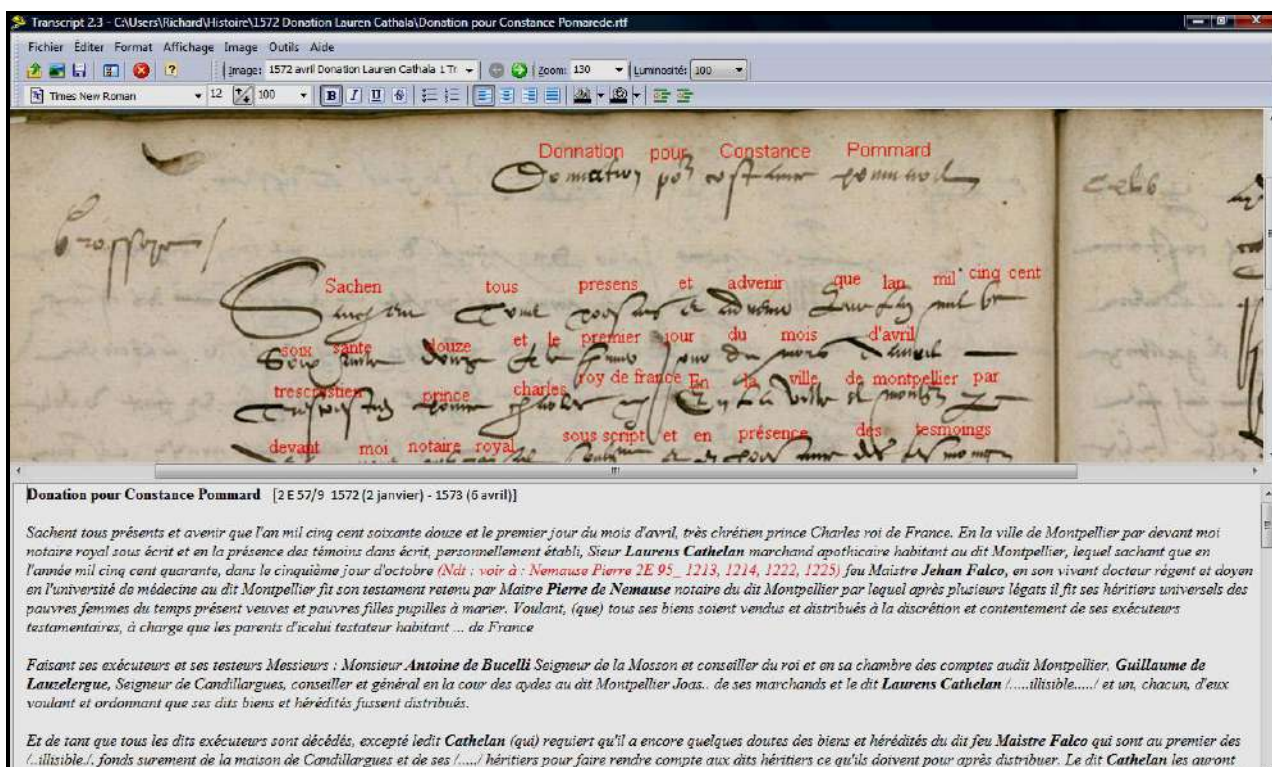 Transcript 2.3 - C:\Users\Richard\Histoire\1572 Donation Lauren Cathala\Donation pour Constance Pomarede.rtf
Fichier Éditer Format Affichage Image Outils Aide
Image: 1572 avril Donation Lauren Cathala 1 Tr Zoom: 130 Luminosité: 100
Times New Roman 12 100 B I U S
Donnation pour Constance Pommard
Sachen tous presens et advenir que lan mil cinq cent
soix sante douze et le premier jour du mois d'avril
trescrestien prince charles roy de france En la ville de montpellier par
devant moi notaire royal sous script et en présence des tesmoings
Donation pour Constance Pommard [2 E 57/9 1572 (2 janvier) - 1573 (6 avril)]
Sachent tous présents et avenir que l'an mil cinq cent soixante douze et le premier jour du mois d'avril, très chrétien prince Charles roi de France. En la ville de Montpellier par devant moi
notaire royal sous écrit et en la présence des témoins dans écrit, personnellement établi, Sieur Laurens Cathelan marchand apothicaire habitant au dit Montpellier, lequel sachant que en
l'année mil cinq cent quarante, dans le cinquième jour d'octobre (Ndt : voir à : Nemause Pierre 2E 95_ 1213, 1214, 1222, 1225) feu Maistre Jehan Falco, en son vivant docteur régent et doyen
en l'université de médecine au dit Montpellier fit son testament retenu par Maitre Pierre de Nemause notaire du dit Montpellier par lequel après plusieurs légats il fit ses héritiers universels des
pauvres femmes du temps présent veuves et pauvres filles pupilles à marier. Voulant, (que) tous ses biens soient vendus et distribués à la discrétion et contentement de ses exécuteurs
testamentaires, à charge que les parents d'icelui testateur habitant ... de France
Faisant ses exécuteurs et ses testeurs Messieurs : Monsieur Antoine de Bucelli Seigneur de la Mosson et conseiller du roi et en sa chambre des comptes audit Montpellier, Guillaume de
Lauzelergue, Seigneur de Candillargues, conseiller et général en la cour des aydes au dit Montpellier Joas.. de ses marchands et le dit Laurens Cathelan /.....illisible...../ et un, chacun, d'eux
voulant et ordonnant que ses dits biens et hérédités fussent distribués.
Et de tant que tous les dits exécuteurs sont décédés, excepté ledit Cathelan (qui) requiert qu'il a encore quelques doutes des biens et hérédités du dit feu Maistre Falco qui sont au premier des
/..illisible./. fonds surement de la maison de Candillargues et de ses /...../ héritiers pour faire rendre compte aux dits héritiers ce qu'ils doivent pour après distribuer. Le dit Cathelan les auront